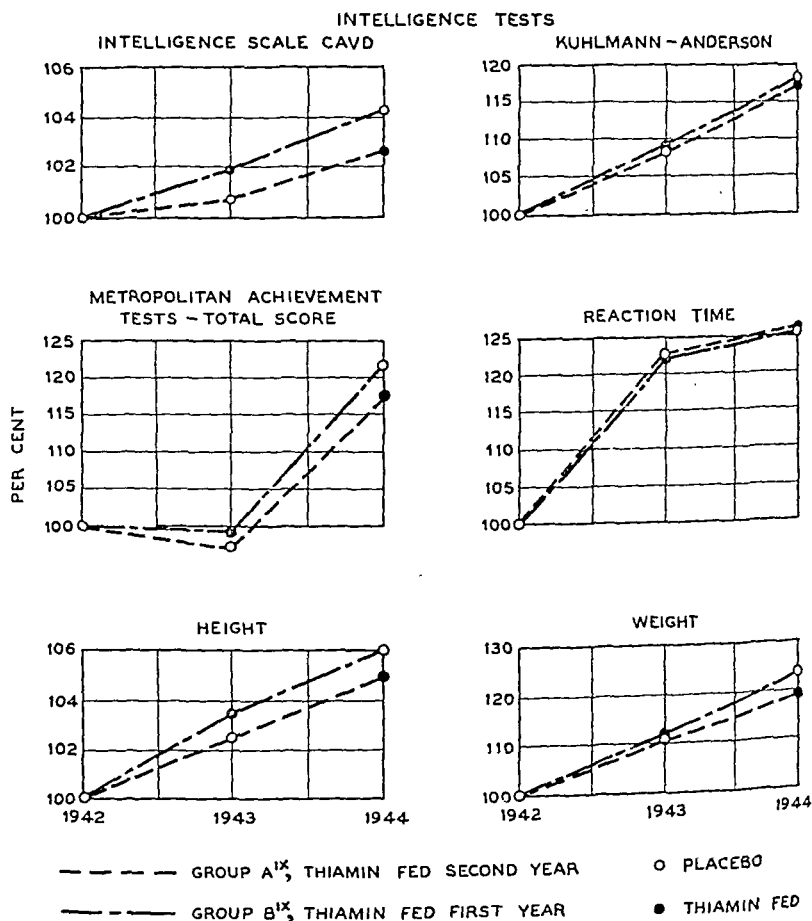 INTELLIGENCE TESTS
INTELLIGENCE SCALE CAVD
106
104
102
100
KUHLMANN-ANDERSON
120
115
110
105
100
METROPOLITAN ACHIEVEMENT
TESTS - TOTAL SCORE
PER CENT
125
120
115
110
105
100
REACTION TIME
125
120
115
110
105
100
HEIGHT
106
104
102
100
1942
1943
1944
WEIGHT
130
120
110
100
1942
1943
1944
GROUP A^IX, THIAMIN FED SECOND YEAR
PLACEBO
GROUP B^IX, THIAMIN FED FIRST YEAR
THIAMIN FED